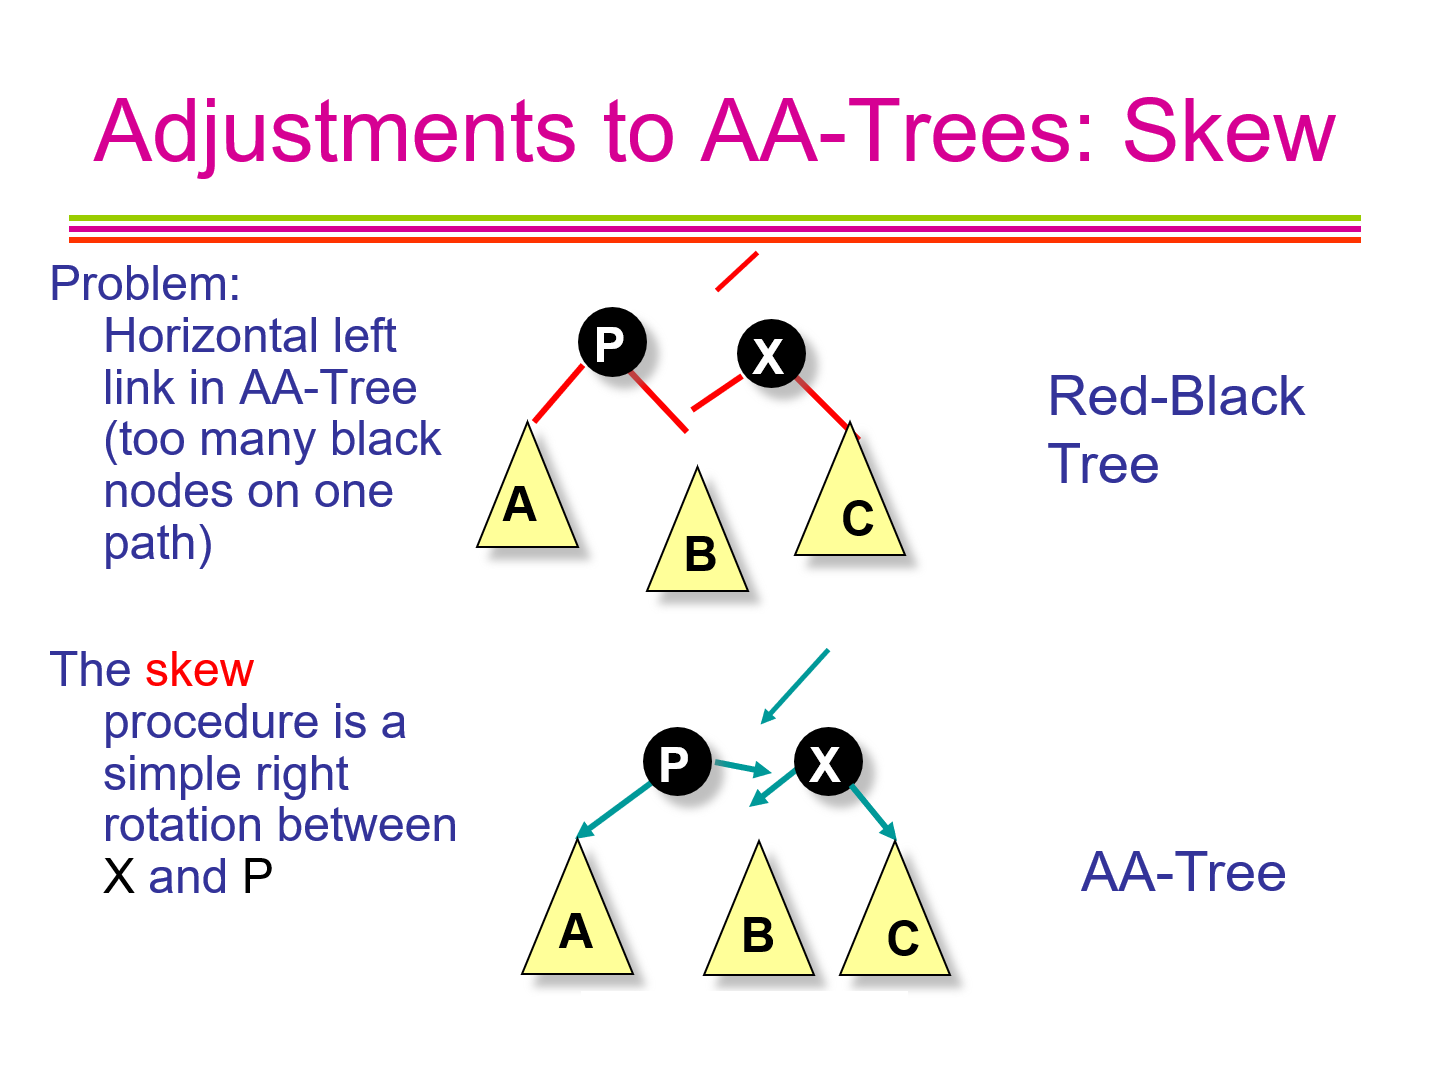 Adjustments to AA-Trees: Skew
Problem:
Horizontal left
link in AA-Tree
(too many black
nodes on one
path)
P
X
A
B
C
Red-Black
Tree
The skew
procedure is a
simple right
rotation between
X and P
P
X
A
B
C
AA-Tree